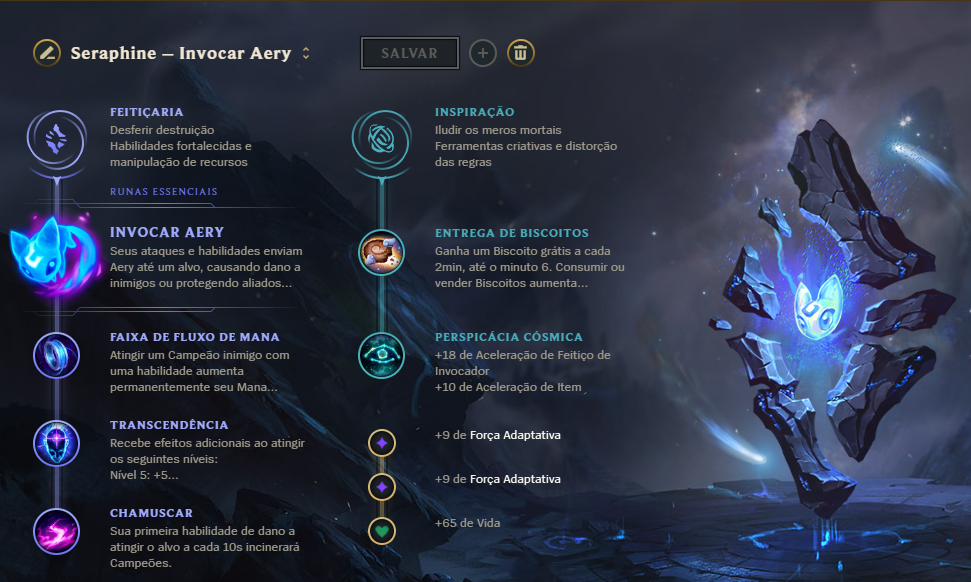 Seraphine – Invocar Aery
SALVAR
FEITIÇARIA
Desferir destruição
Habilidades fortalecidas e
manipulação de recursos
RUNAS ESSENCIAIS
INVOCAR AERY
Seus ataques e habilidades enviam
Aery até um alvo, causando dano a
inimigos ou protegendo aliados...
FAIXA DE FLUXO DE MANA
Atingir um Campeão inimigo com
uma habilidade aumenta
permanentemente seu Mana...
TRANSCENDÊNCIA
Recebe efeitos adicionais ao atingir
os seguintes níveis:
Nível 5: +5...
CHAMUSCAR
Sua primeira habilidade de dano a
atingir o alvo a cada 10s incinerará
Campeões.
INSPIRAÇÃO
Iludir os meros mortais
Ferramentas criativas e distorção
das regras
ENTREGA DE BISCOITOS
Ganha um Biscoito grátis a cada
2min, até o minuto 6. Consumir ou
vender Biscoitos aumenta...
PERSPICÁCIA CÓSMICA
+18 de Aceleração de Feitiço de
Invocador
+10 de Aceleração de Item
+9 de Força Adaptativa
+9 de Força Adaptativa
+65 de Vida